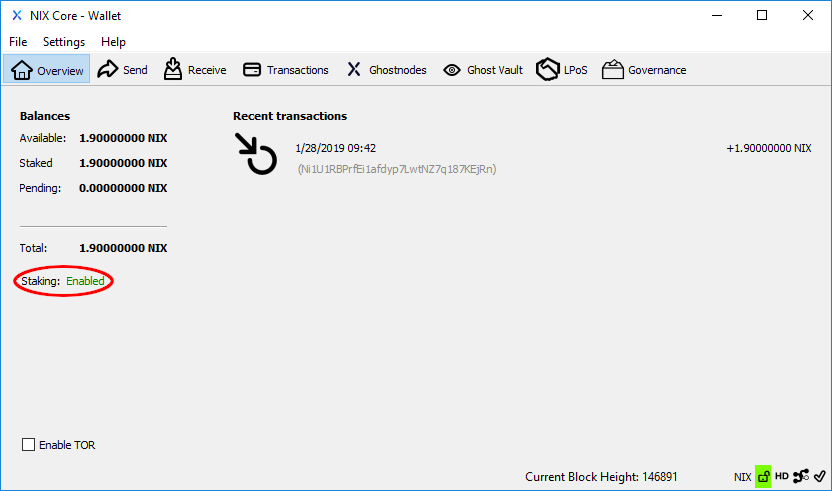 NIX Core - Wallet
File Settings Help
Overview Send Receive Transactions Ghostnodes Ghost Vault LPoS Governance
Balances
Available: 1.90000000 NIX
Staked 1.90000000 NIX
Pending: 0.00000000 NIX
Total: 1.90000000 NIX
Staking: Enabled
Recent transactions
1/28/2019 09:42 +1.90000000 NIX
(Ni1U1RBPrfEi1afdyp7LwtNZ7q187KEjRn)
Enable TOR
Current Block Height: 146891 NIX HD